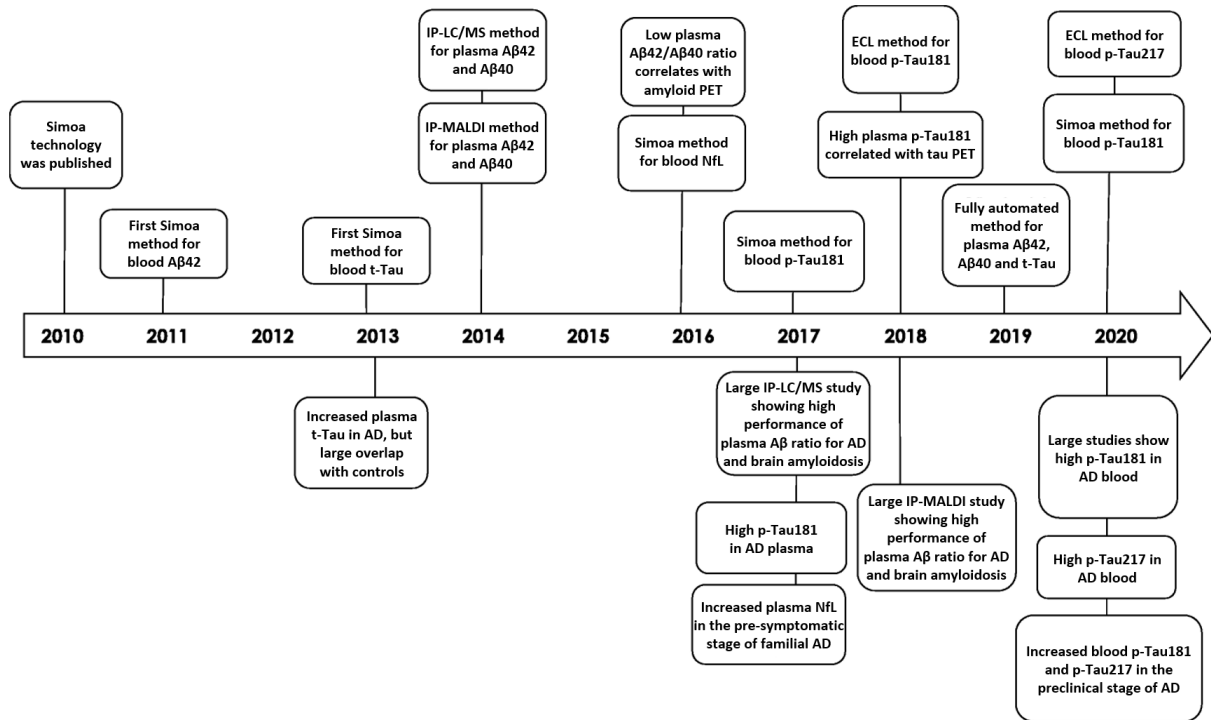 Simoa
technology
was published
First Simoa
method for
blood Aβ42
First Simoa
method for
blood t-Tau
IP-LC/MS method
for plasma Aβ42
and Aβ40
IP-MALDI method
for plasma Aβ42
and Aβ40
Low plasma
Aβ42/Aβ40 ratio
correlates with
amyloid PET
Simoa method
for blood NfL
Simoa method for
blood p-Tau181
ECL method for
blood p-Tau181
High plasma p-Tau181
correlated with tau PET
Fully automated
method for
plasma Aβ42,
Aβ40 and t-Tau
ECL method for
blood p-Tau217
Simoa method for
blood p-Tau181
2010 2011 2012 2013 2014 2015 2016 2017 2018 2019 2020
Increased plasma
t-Tau in AD, but
large overlap
with controls
Large IP-LC/MS study
showing high
performance of
plasma Aβ ratio for AD
and brain amyloidosis
High p-Tau181
in AD plasma
Increased plasma NfL
in the pre-symptomatic
stage of familial AD
Large IP-MALDI study
showing high
performance of
plasma Aβ ratio for AD
and brain amyloidosis
Large studies show
high p-Tau181 in
AD blood
High p-Tau217 in
AD blood
Increased blood p-Tau181
and p-Tau217 in the
preclinical stage of AD